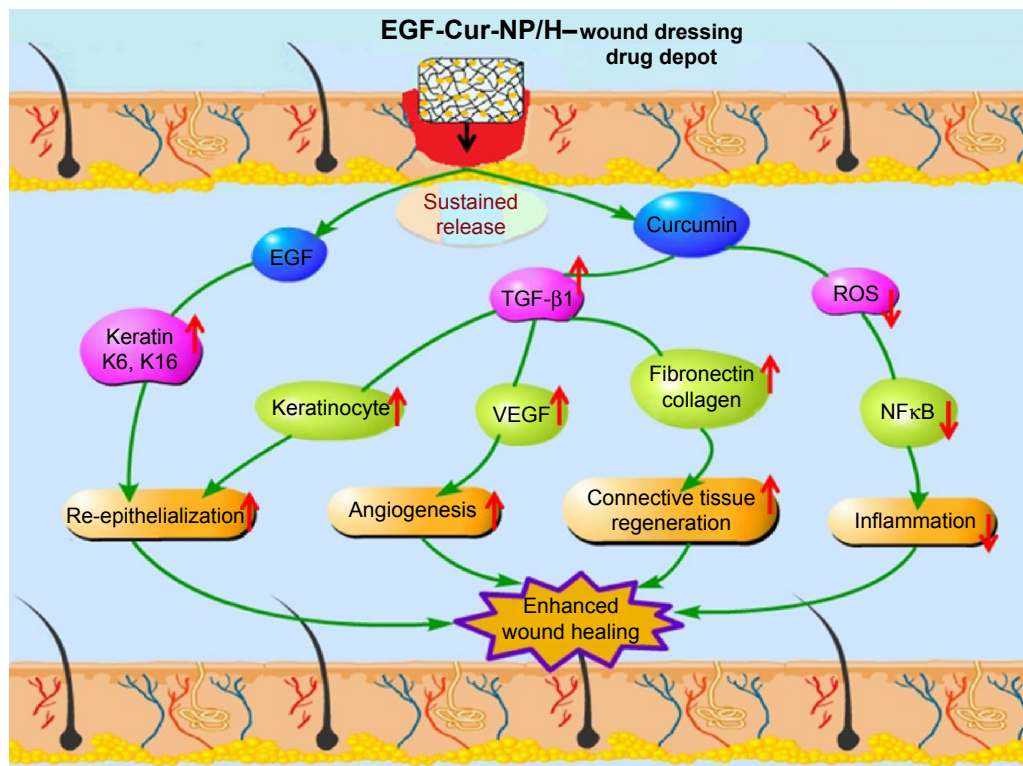 EGF-Cur-NP/H–wound dressing
drug depot
Sustained
release
Curcumin
EGF
TGF-β1
ROS
Keratin
K6, K16
Keratinocyte
VEGF
Fibronectin
collagen
NFκB
Re-epithelialization
Angiogenesis
Connective tissue
regeneration
Inflammation
Enhanced
wound healing